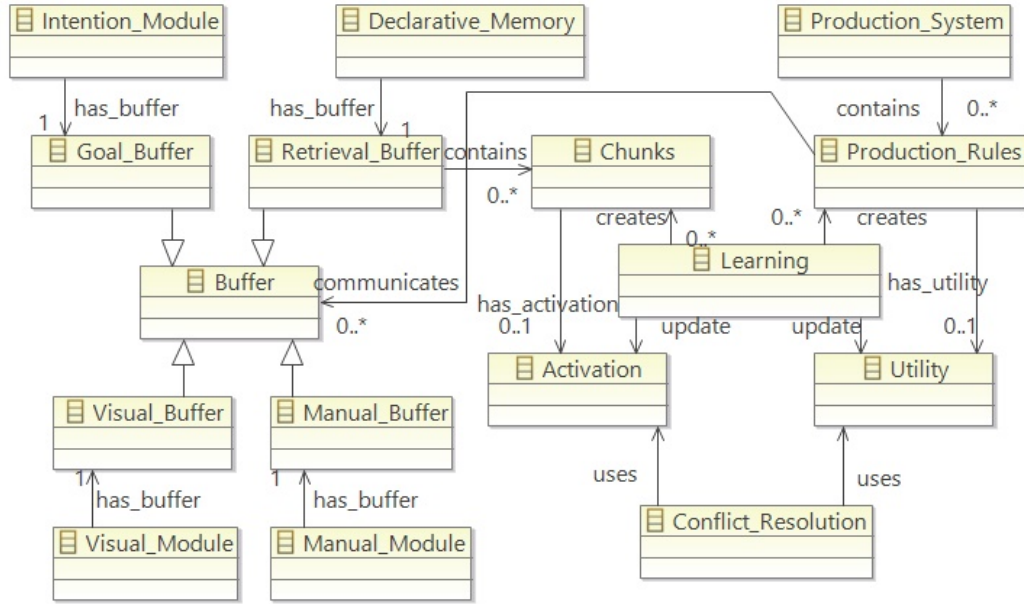 Intention_Module
Declarative_Memory
Production_System
has_buffer
1
has_buffer
1
contains
0..*
Goal_Buffer
Retrieval_Buffer
contains
0..*
Chunks
Production_Rules
creates
0..*
0..*
creates
Learning
Buffer
communicates
0..*
has_activation
0..1
update
update
has_utility
0..1
Activation
Utility
Visual_Buffer
Manual_Buffer
1
has_buffer
1
has_buffer
uses
uses
Visual_Module
Manual_Module
Conflict_Resolution